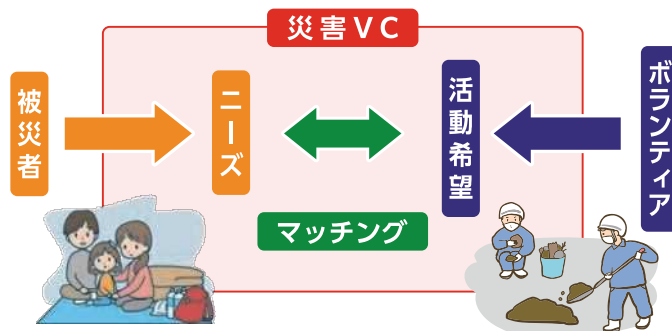 災害VC
被災者
ニーズ
活動希望
ボランティア
マッチング